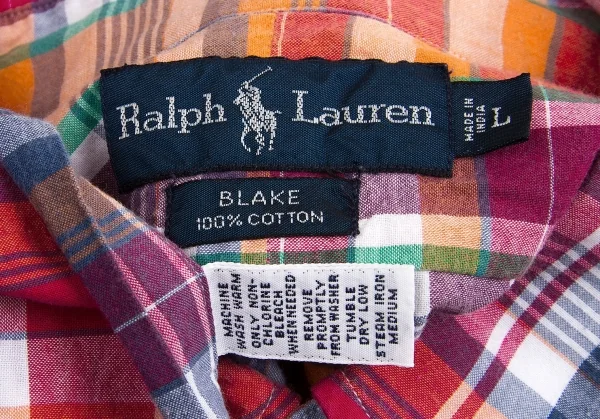 Ralph Lauren
MADE IN
INDIA
L
BLAKE
100% COTTON
MACHINE
WASH WARM
ONLY NON-
CHLORINE
BLEACH
WHEN NEEDED
REMOVE
PROMPTLY
FROM WASHER
TUMBLE
DRY LOW
STEAM IRON
MEDIUM